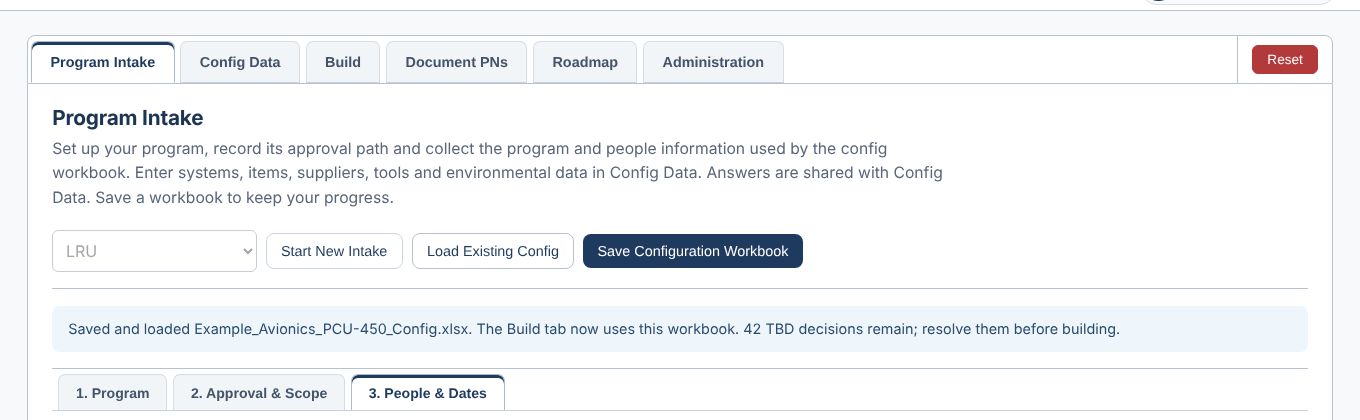 Program Intake
Config Data
Build
Document PNs
Roadmap
Administration
Reset
Program Intake
Set up your program, record its approval path and collect the program and people information used by the config
workbook. Enter systems, items, suppliers, tools and environmental data in Config Data. Answers are shared with Config
Data. Save a workbook to keep your progress.
LRU
Start New Intake
Load Existing Config
Save Configuration Workbook
Saved and loaded Example_Avionics_PCU-450_Config.xlsx. The Build tab now uses this workbook. 42 TBD decisions remain; resolve them before building.
1. Program
2. Approval & Scope
3. People & Dates